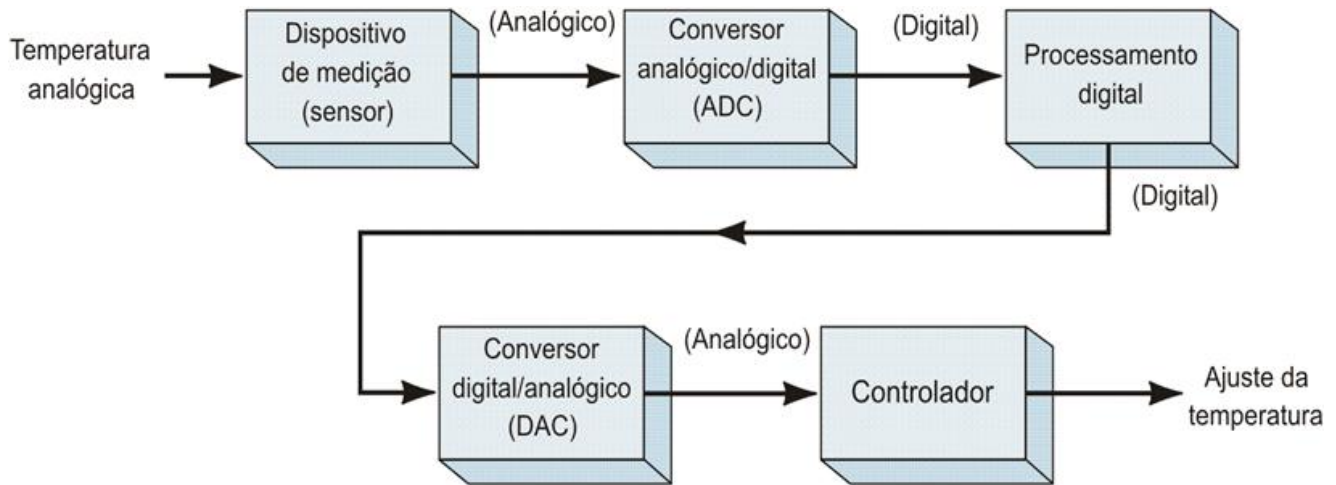 Temperatura
analógica
Dispositivo
de medição
(sensor)
(Analógico)
Conversor
analógico/digital
(ADC)
(Digital)
Processamento
digital
(Digital)
Conversor
digital/analógico
(DAC)
(Analógico)
Controlador
Ajuste da
temperatura